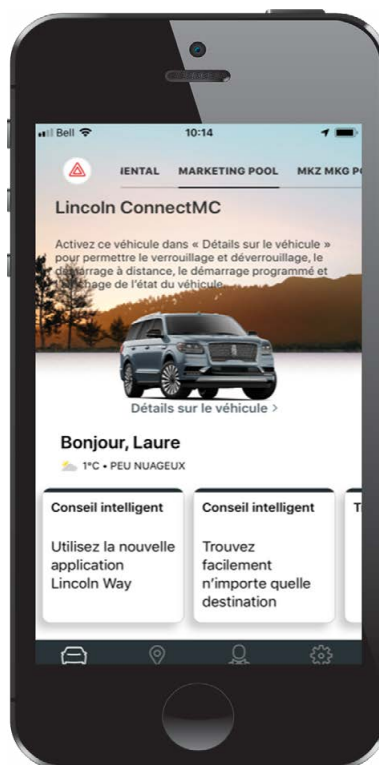 Bell
10:14
MARKETING POOL
MKZ MKG
Lincoln ConnectMC
Activez ce véhicule dans « Détails sur le véhicule »
pour permettre le verrouillage et déverrouillage, le
démarrage à distance, le démarrage programmé et
l'affichage de l'état du véhicule.
Détails sur le véhicule >
Bonjour, Laure
1°C • PEU NUAGEUX
Conseil intelligent
Utilisez la nouvelle
application
Lincoln Way
Conseil intelligent
Trouvez
facilement
n'importe quelle
destination